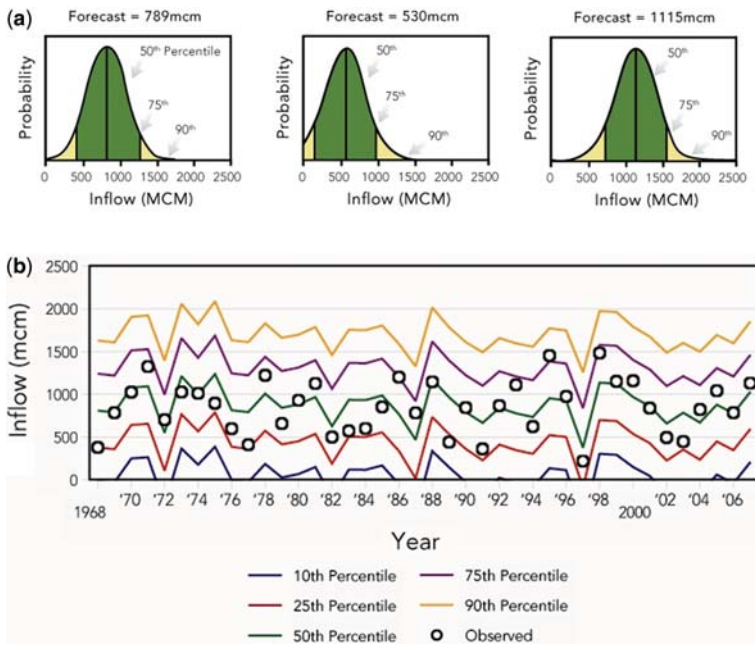 (a)
Forecast = 789mcm
Forecast = 530mcm
Forecast = 1115mcm
Probability
50th Percentile
75th
90th
0 500 1000 1500 2000 2500
Inflow (MCM)
Probability
50th
75th
90th
0 500 1000 1500 2000 2500
Inflow (MCM)
Probability
50th
75th
90th
0 500 1000 1500 2000 2500
Inflow (MCM)
(b)
Inflow (mcm)
2500
2000
1500
1000
500
0
1968 '70 '72 '74 '76 '78 '80 '82 '84 '86 '88 '90 '92 '94 '96 '98 2000 '02 '04 '06
Year
10th Percentile
75th Percentile
25th Percentile
90th Percentile
50th Percentile
Observed